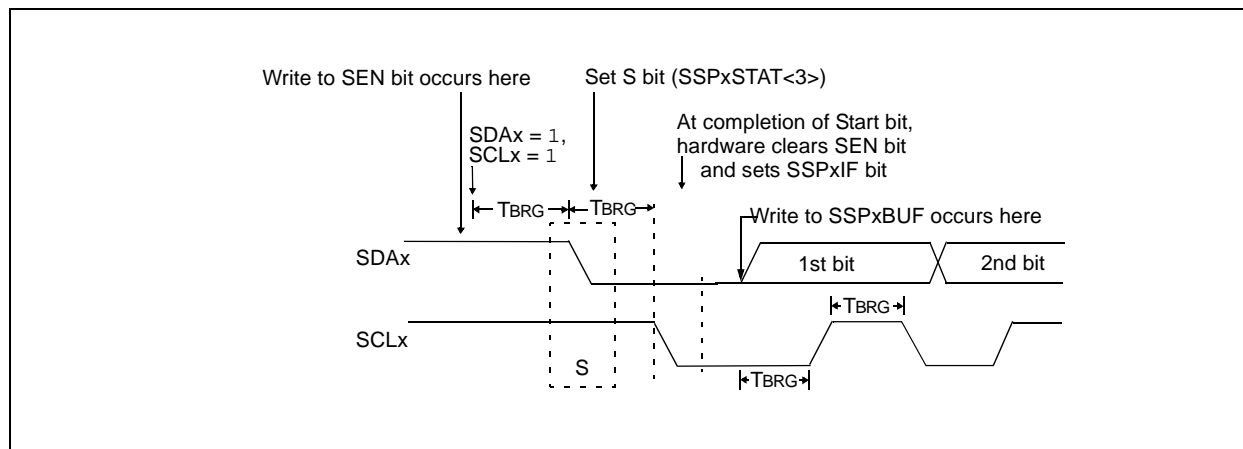 Write to SEN bit occurs here
Set S bit (SSPxSTAT<3>)
SDAx = 1,
SCLx = 1
At completion of Start bit,
hardware clears SEN bit
and sets SSPxIF bit
TBRG
TBRG
Write to SSPxBUF occurs here
SDAx
1st bit
2nd bit
TBRG
SCLx
S
TBRG